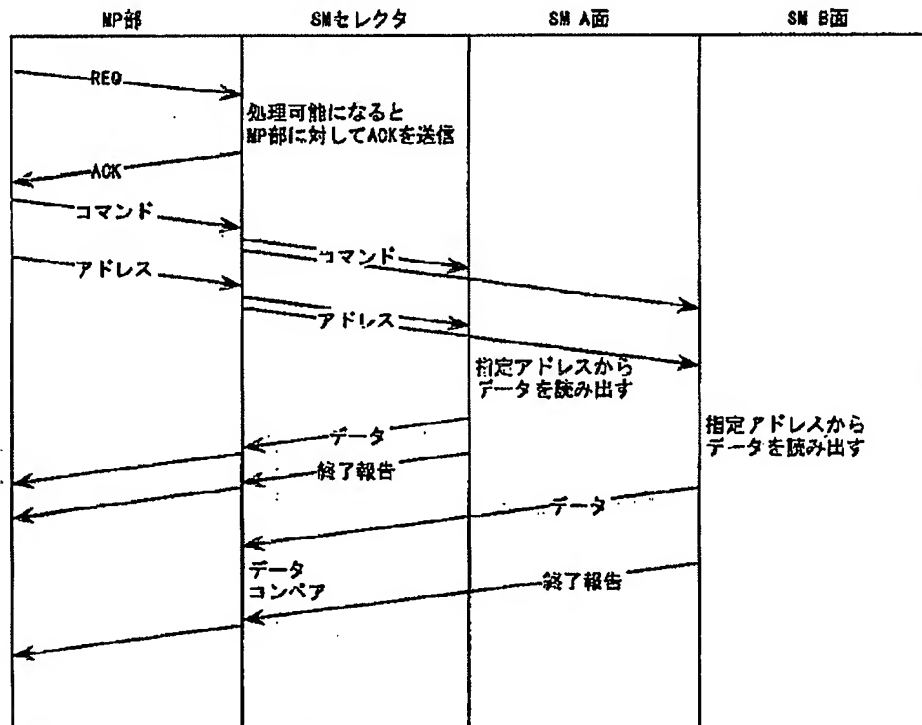 MP部
SMセレクタ
SM A面
SM B面
REQ
処理可能になると
MP部に対してACKを送信
ACK
コマンド
コマンド
アドレス
アドレス
指定アドレスから
データを読み出す
指定アドレスから
データを読み出す
データ
終了報告
データ
データ
コンペア
終了報告